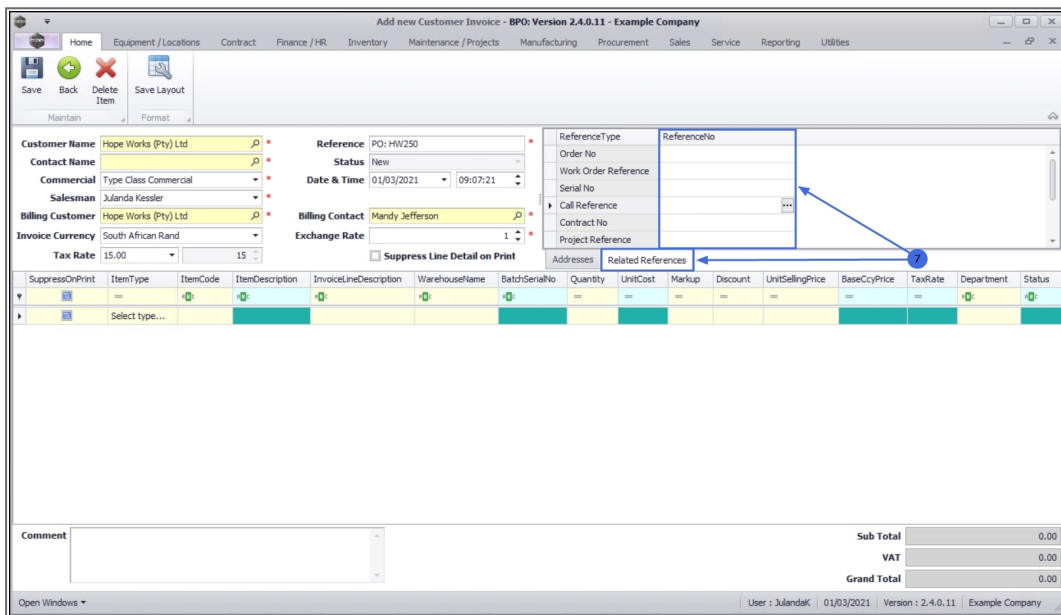 Add new Customer Invoice - BPO: Version 2.4.0.11 - Example Company
Home Equipment / Locations Contract Finance / HR Inventory Maintenance / Projects Manufacturing Procurement Sales Service Reporting Utilities
Save Back Delete Item Save Layout
Maintain Format
Customer Name Hope Works (Pty) Ltd * Reference PO: HW250 *
Contact Name * Status New
Commercial Type Class Commercial * Date & Time 01/03/2021 09:07:21
Salesman Julanda Kessler *
Billing Customer Hope Works (Pty) Ltd * Billing Contact Mandy Jefferson *
Invoice Currency South African Rand Exchange Rate 1 *
Tax Rate 15.00 15 Suppress Line Detail on Print
ReferenceType ReferenceNo
Order No
Work Order Reference
Serial No
Call Reference ...
Contract No
Project Reference
Addresses Related References 7
SuppressOnPrint ItemType ItemCode ItemDescription InvoiceLineDescription WarehouseName BatchSerialNo Quantity UnitCost Markup Discount UnitSellingPrice BaseCcyPrice TaxRate Department Status
Select type...
Comment
Sub Total 0.00
VAT 0.00
Grand Total 0.00
Open Windows User : JulandaK 01/03/2021 Version : 2.4.0.11 Example Company